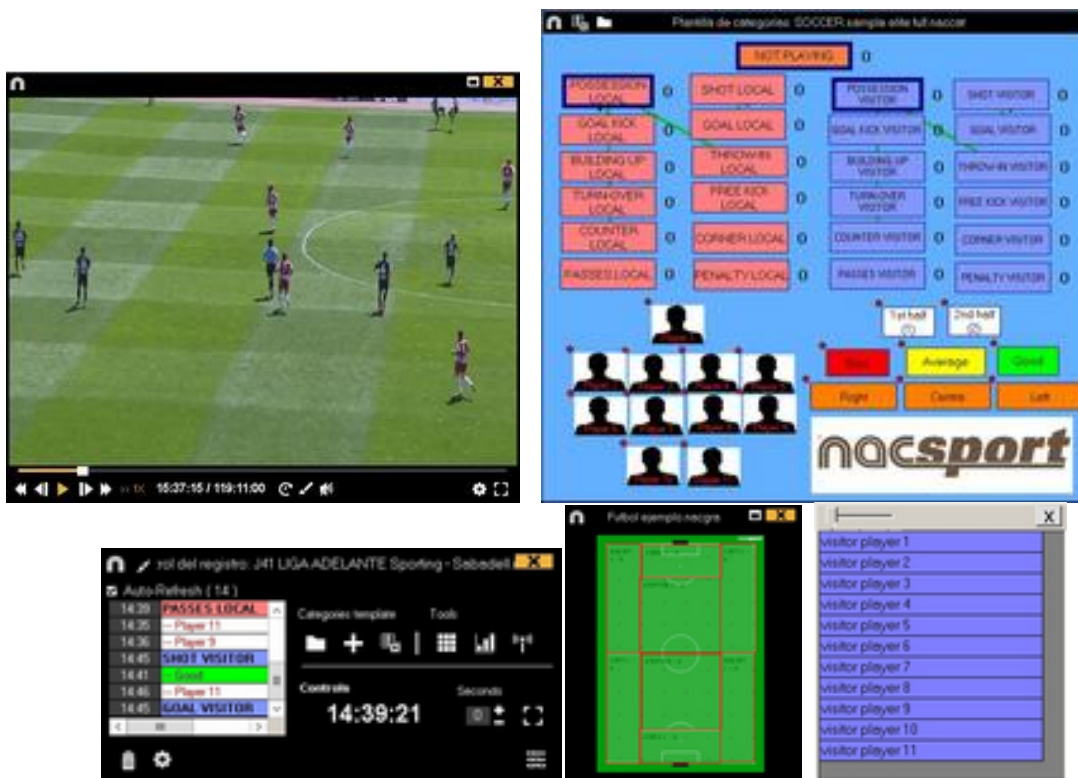 1X 15:37:15 / 119:11:00
Plantilla de categorías: SOCCER sample elite full nacsport
NOT PLAYING 0
POSSESSION LOCAL 0
SHOT LOCAL 0
POSSESSION VISITOR 0
SHOT VISITOR 0
GOAL KICK LOCAL 0
GOAL LOCAL 0
GOAL KICK VISITOR 0
GOAL VISITOR 0
BUILDING UP LOCAL 0
THROW-IN LOCAL 0
BUILDING UP VISITOR 0
THROW-IN VISITOR 0
TURN-OVER LOCAL 0
FREE KICK LOCAL 0
TURN-OVER VISITOR 0
FREE KICK VISITOR 0
COUNTER LOCAL 0
CORNER LOCAL 0
COUNTER VISITOR 0
CORNER VISITOR 0
PASSES LOCAL 0
PENALTY LOCAL 0
PASSES VISITOR 0
PENALTY VISITOR 0
1st half
2nd half
Average
Good
Right
Centre
Left
nacsport
rol del registro: J41 LIGA ADELANTE Sporting - Sabadell
Auto-Refresh ( 14 )
14:39 PASSES LOCAL
14:35 -- Player 11
14:36 -- Player 9
14:45 SHOT VISITOR
14:41 -- Good
14:46 -- Player 11
14:45 GOAL VISITOR
Categories template
Tools
Controls
14:39:21
Seconds
0
Futbol ejemplo.nacgra
X
visitor player 1
visitor player 2
visitor player 3
visitor player 4
visitor player 5
visitor player 6
visitor player 7
visitor player 8
visitor player 9
visitor player 10
visitor player 11